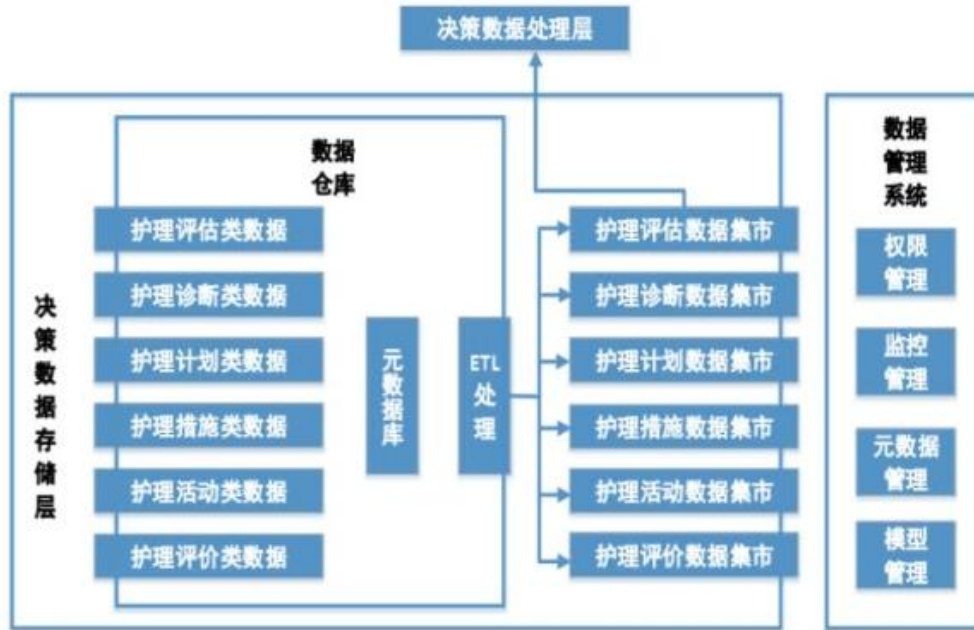 决策数据处理层
数据
仓库
决
策
数
据
存
储
层
护理评估类数据
护理诊断类数据
护理计划类数据
护理措施类数据
护理活动类数据
护理评价类数据
元
数
据
库
ETL
处
理
护理评估数据集市
护理诊断数据集市
护理计划数据集市
护理措施数据集市
护理活动数据集市
护理评价数据集市
数据
管理
系统
权限
管理
监控
管理
元数据
管理
模型
管理